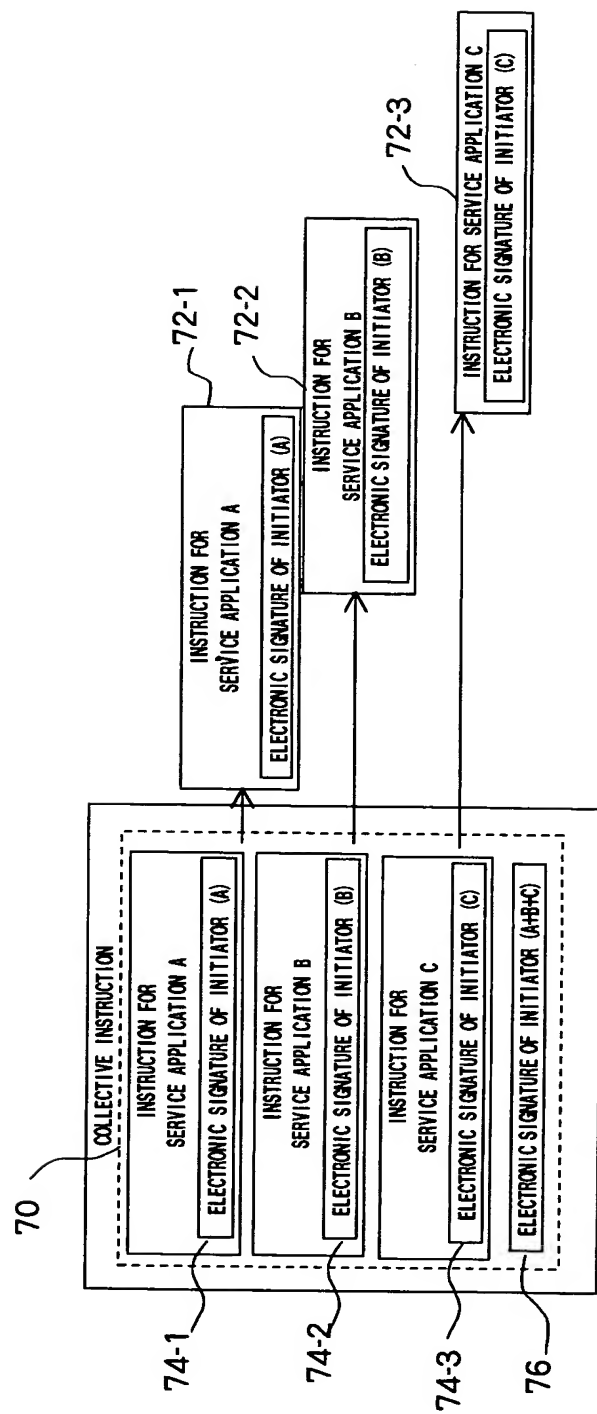 70
COLLECTIVE INSTRUCTION
INSTRUCTION FOR
SERVICE APPLICATION A
ELECTRONIC SIGNATURE OF INITIATOR (A)
INSTRUCTION FOR
SERVICE APPLICATION B
ELECTRONIC SIGNATURE OF INITIATOR (B)
INSTRUCTION FOR
SERVICE APPLICATION C
ELECTRONIC SIGNATURE OF INITIATOR (C)
ELECTRONIC SIGNATURE OF INITIATOR (A+B+C)
74-1
74-2
74-3
76
72-1
INSTRUCTION FOR
SERVICE APPLICATION A
ELECTRONIC SIGNATURE OF INITIATOR (A)
72-2
INSTRUCTION FOR
SERVICE APPLICATION B
ELECTRONIC SIGNATURE OF INITIATOR (B)
72-3
INSTRUCTION FOR SERVICE APPLICATION C
ELECTRONIC SIGNATURE OF INITIATOR (C)